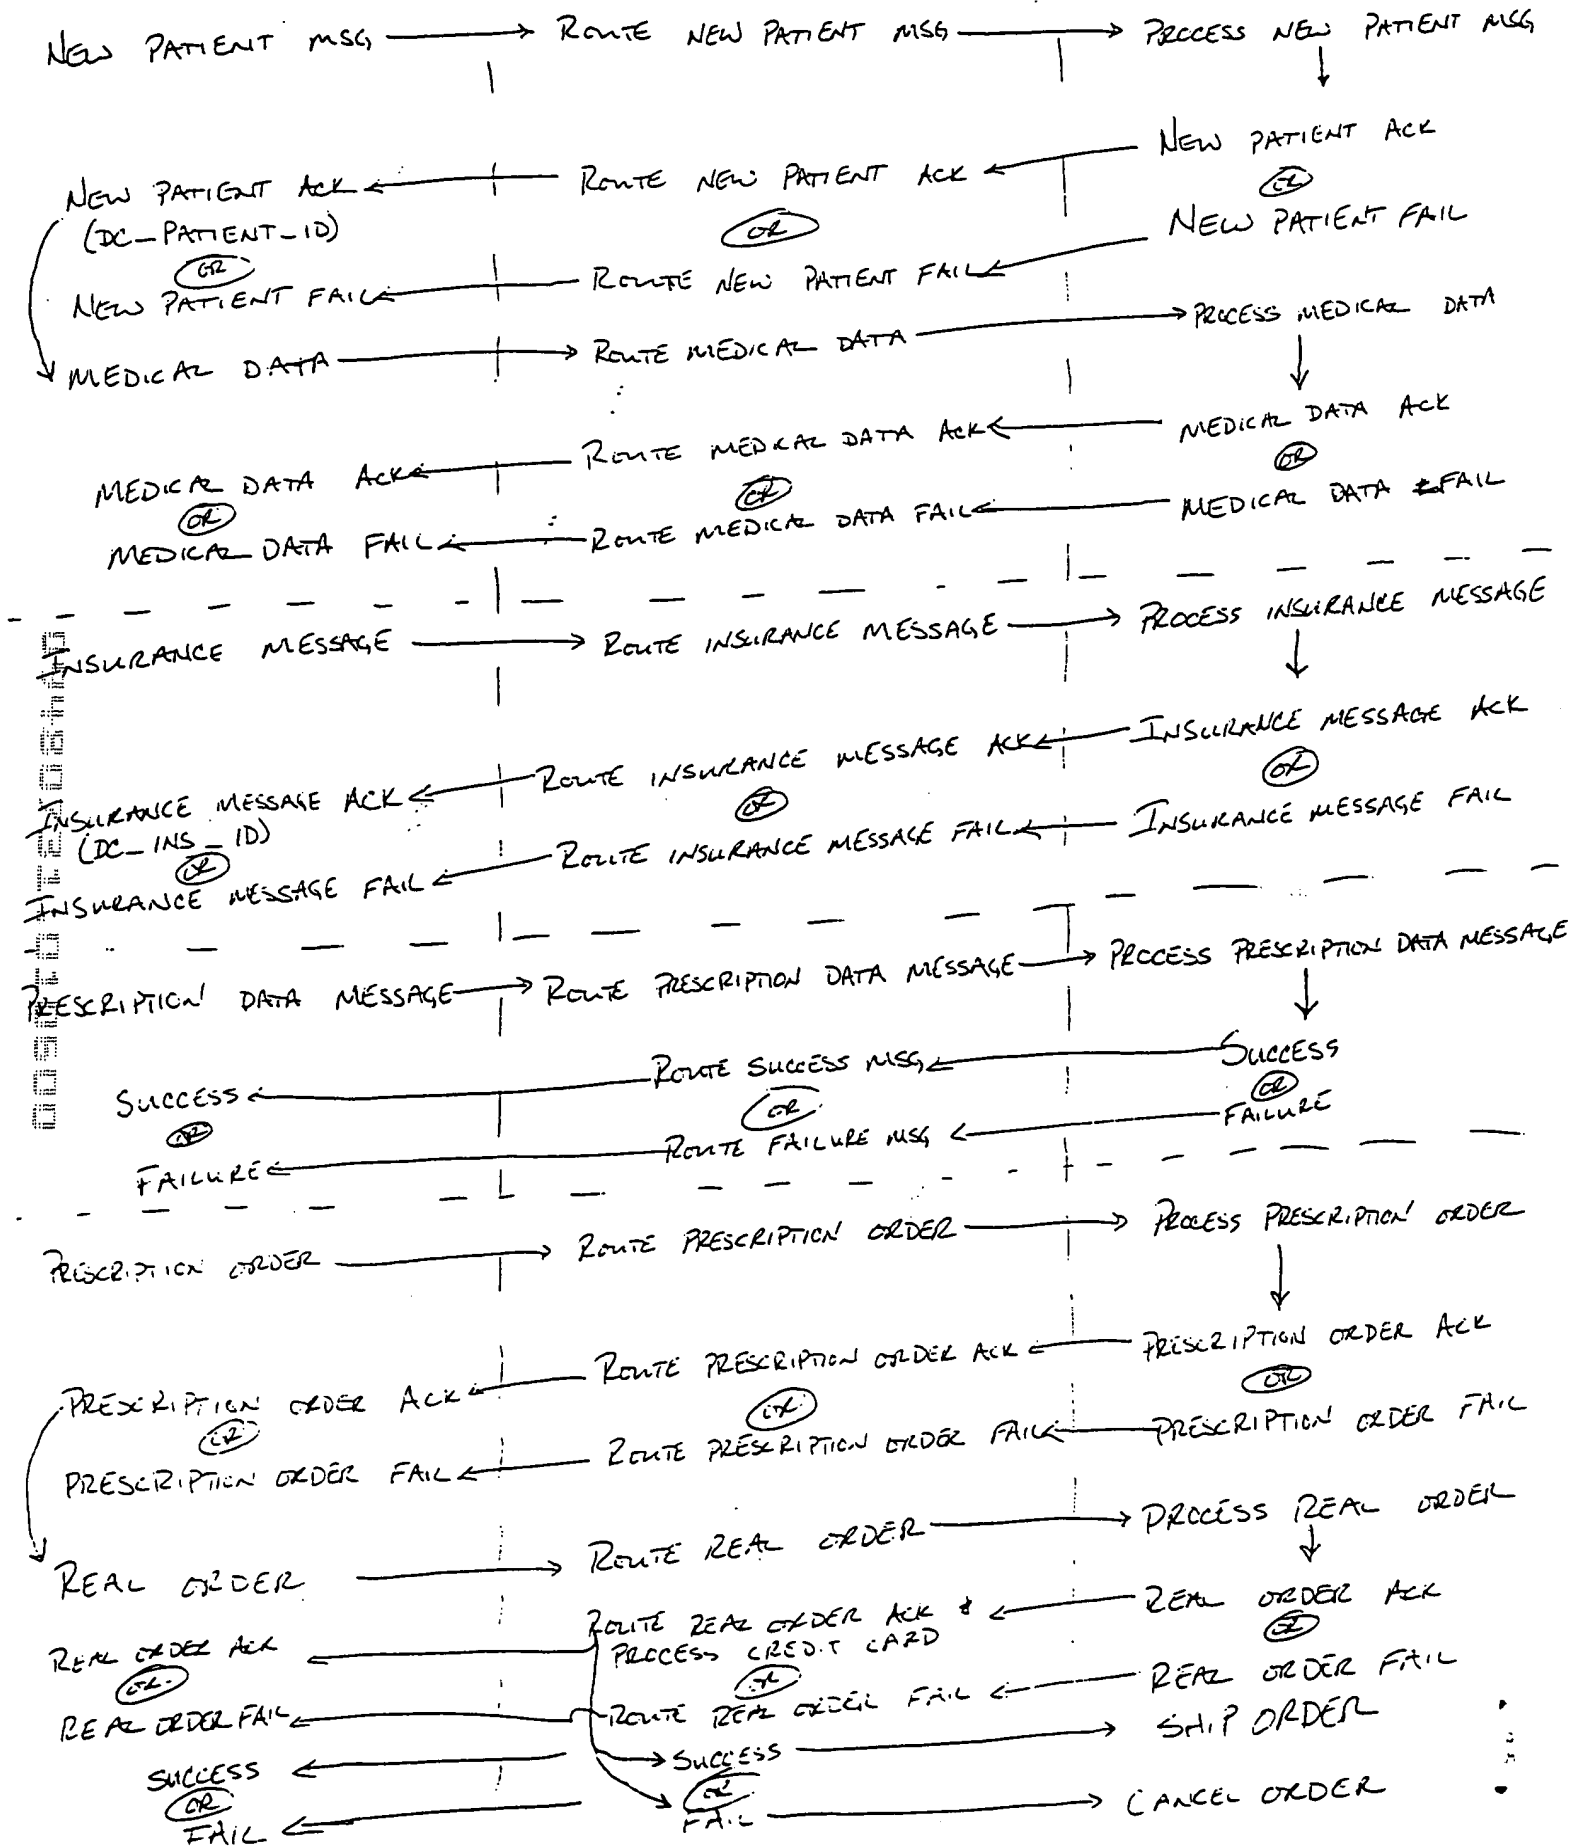 NEW PATIENT MSG → ROUTE NEW PATIENT MSG → PROCESS NEW PATIENT MSG
NEW PATIENT ACK
NEW PATIENT ACK ← ROUTE NEW PATIENT ACK ←
OR
(DC_PATIENT_ID)
OR
NEW PATIENT FAIL
OR
NEW PATIENT FAIL ← ROUTE NEW PATIENT FAIL ←
MEDICAL DATA → ROUTE MEDICAL DATA → PROCESS MEDICAL DATA
MEDICAL DATA ACK ← ROUTE MEDICAL DATA ACK ← MEDICAL DATA ACK
OR OR OR
MEDICAL DATA FAIL ← ROUTE MEDICAL DATA FAIL ← MEDICAL DATA FAIL
INSURANCE MESSAGE → ROUTE INSURANCE MESSAGE → PROCESS INSURANCE MESSAGE
INSURANCE MESSAGE ACK ← ROUTE INSURANCE MESSAGE ACK ← INSURANCE MESSAGE ACK
(DC_INS_ID)
OR OR OR
INSURANCE MESSAGE FAIL ← ROUTE INSURANCE MESSAGE FAIL ← INSURANCE MESSAGE FAIL
PRESCRIPTION DATA MESSAGE → ROUTE PRESCRIPTION DATA MESSAGE → PROCESS PRESCRIPTION DATA MESSAGE
SUCCESS ← ROUTE SUCCESS MSG ← SUCCESS
OR OR OR
FAILURE ← ROUTE FAILURE MSG ← FAILURE
PRESCRIPTION ORDER → ROUTE PRESCRIPTION ORDER → PROCESS PRESCRIPTION ORDER
PRESCRIPTION ORDER ACK ← ROUTE PRESCRIPTION ORDER ACK ← PRESCRIPTION ORDER ACK
OR OR OR
PRESCRIPTION ORDER FAIL ← ROUTE PRESCRIPTION ORDER FAIL ← PRESCRIPTION ORDER FAIL
REAL ORDER → ROUTE REAL ORDER → PROCESS REAL ORDER
REAL ORDER ACK ← ROUTE REAL ORDER ACK & ← REAL ORDER ACK
PROCESS CREDIT CARD
OR OR OR
REAL ORDER FAIL ← ROUTE REAL ORDER FAIL ← REAL ORDER FAIL
SUCCESS ← SUCCESS → SHIP ORDER
OR OR
FAIL ← FAIL → CANCEL ORDER